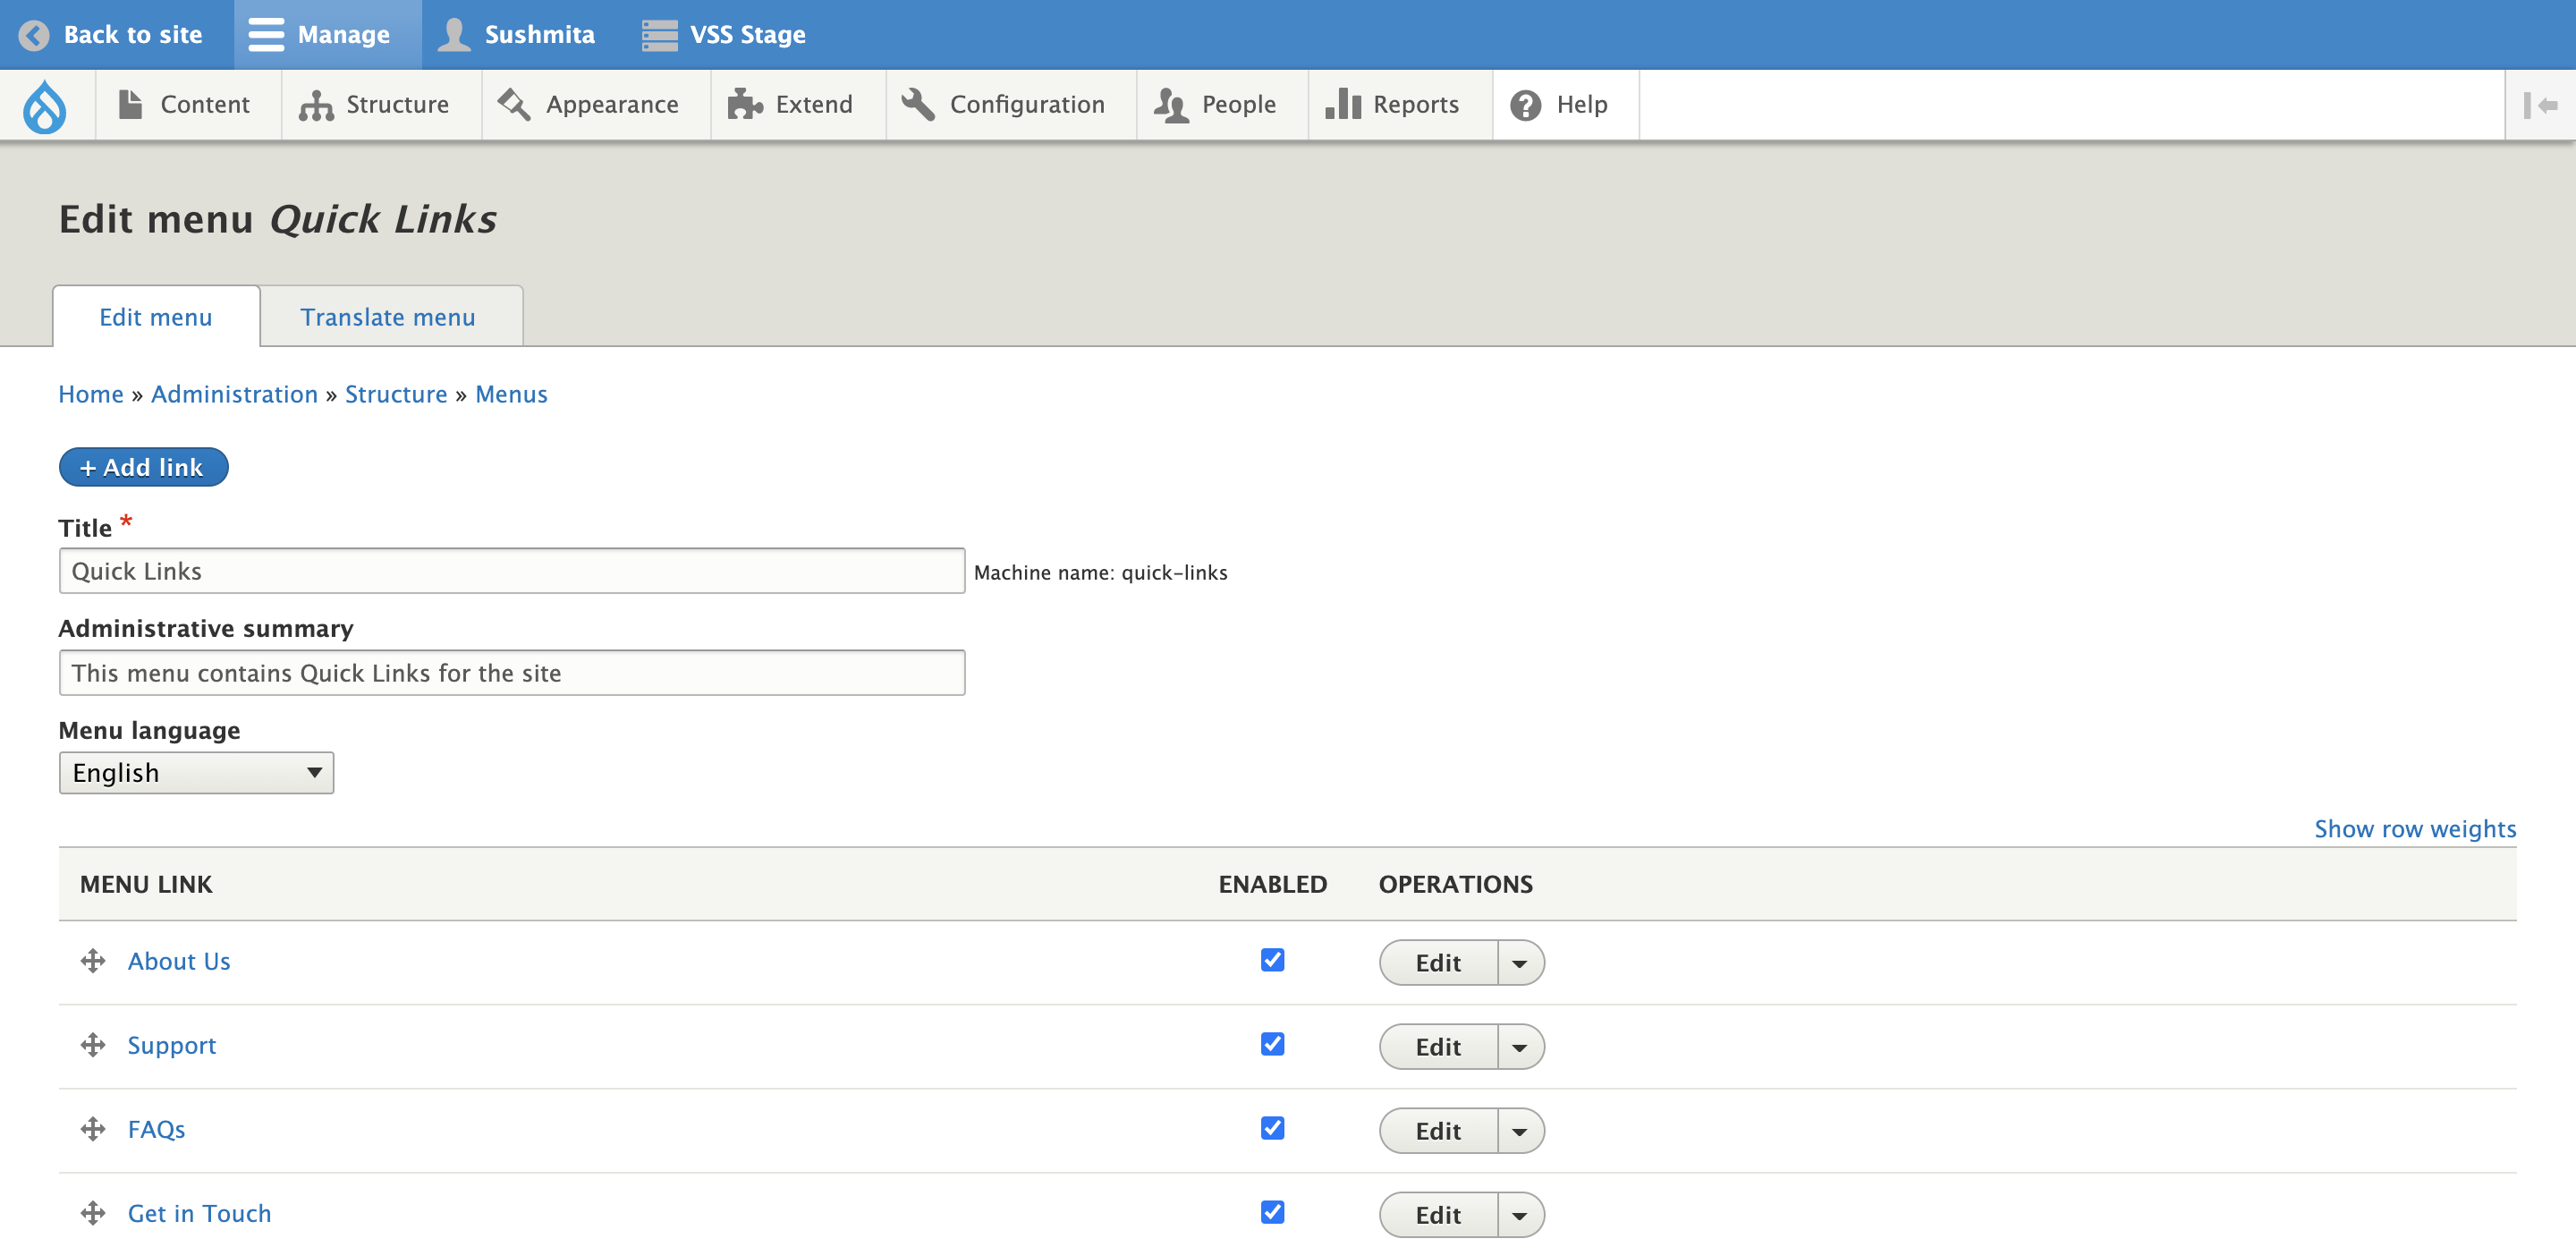 Back to site Manage Sushmita VSS Stage
Content Structure Appearance Extend Configuration People Reports Help
Edit menu Quick Links
Edit menu Translate menu
Home » Administration » Structure » Menus
+ Add link
Title *
Quick Links Machine name: quick-links
Administrative summary
This menu contains Quick Links for the site
Menu language
English
Show row weights
MENU LINK ENABLED OPERATIONS
About Us Edit
Support Edit
FAQs Edit
Get in Touch Edit